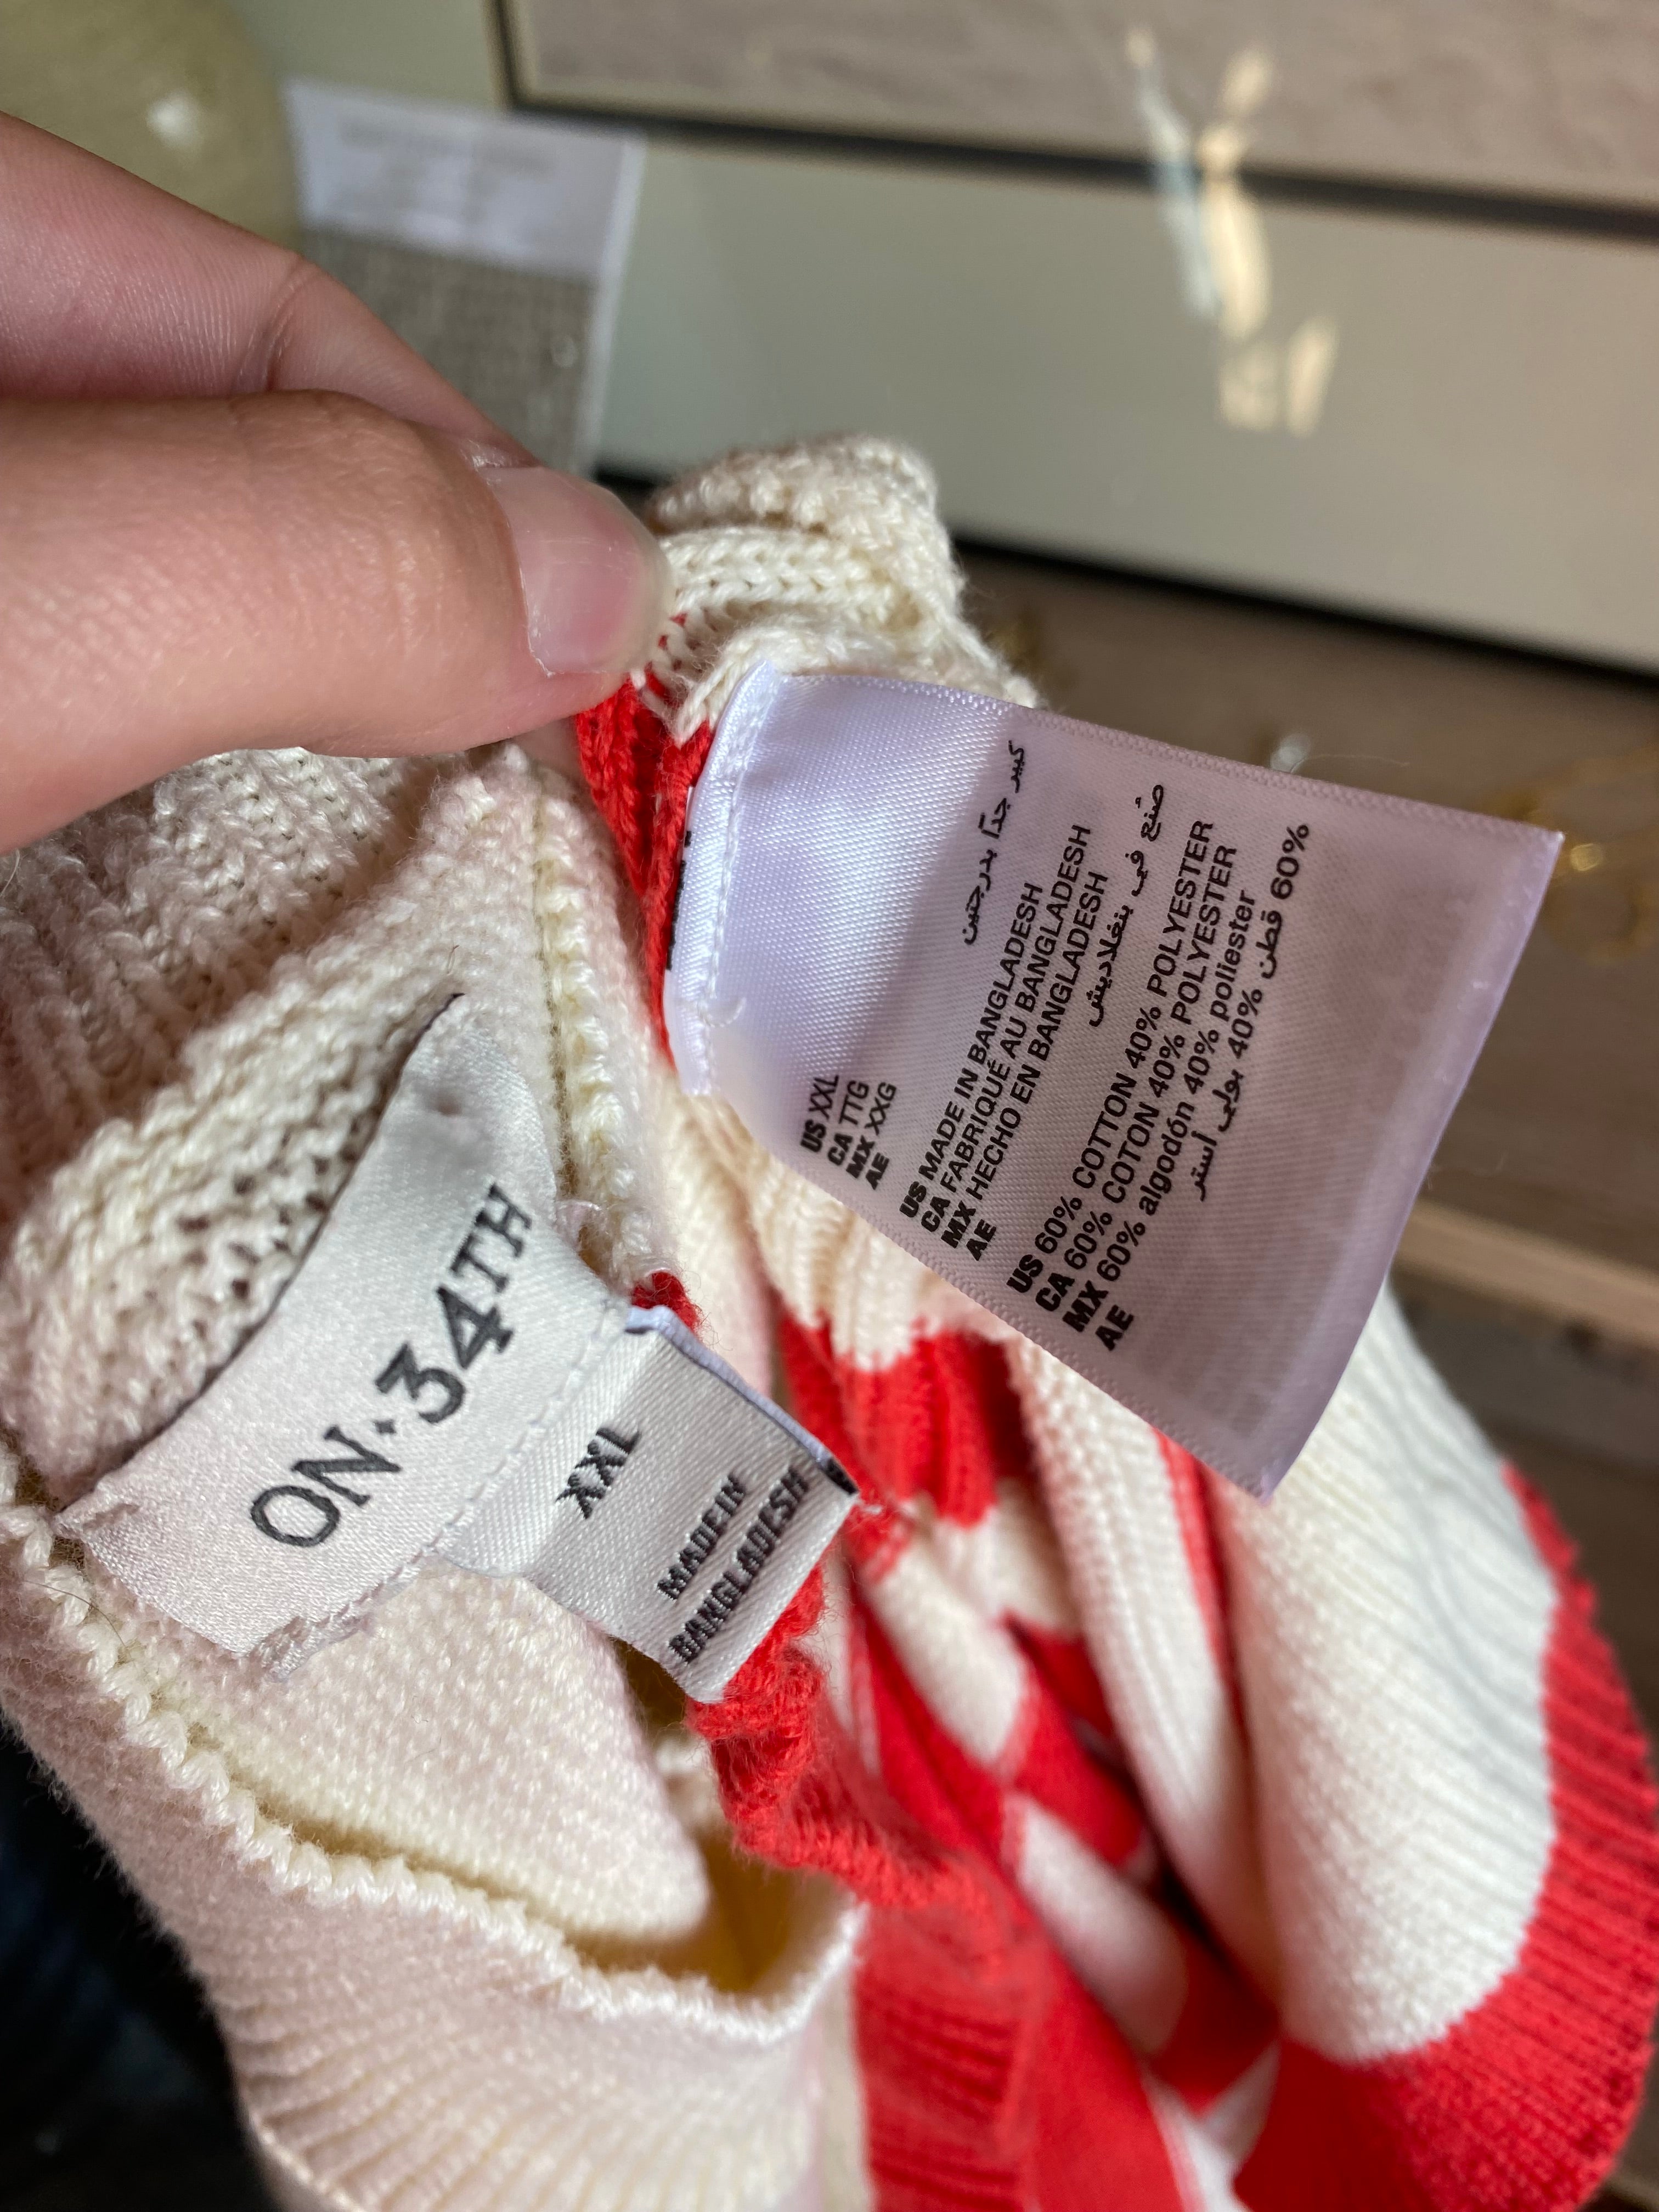 ON·34TH
XXL
MADE IN
BANGLADESH
US XXL
CA TTG
MX XXG
AE كبير جدًا بدرجتين
US MADE IN BANGLADESH
CA FABRIQUÉ AU BANGLADESH
MX HECHO EN BANGLADESH
AE صُنع في بنغلاديش
US 60% COTTON 40% POLYESTER
CA 60% COTON 40% POLYESTER
MX 60% algodón 40% poliester
AE 60% قطن 40% بولي أستر